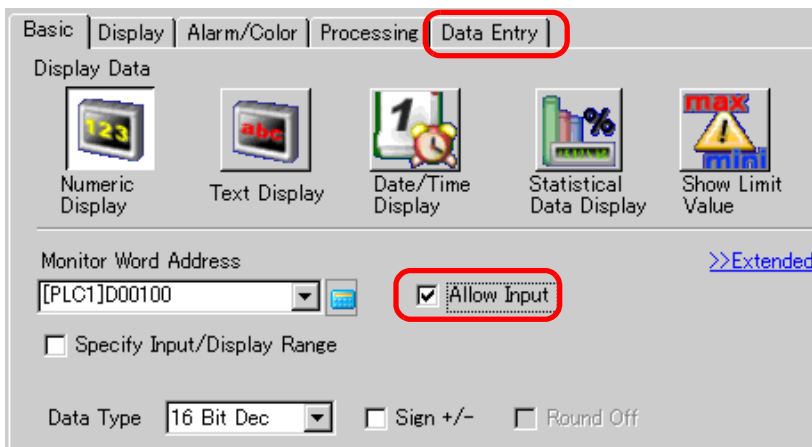 Basic Display Alarm/Color Processing Data Entry
Display Data
123 abc 1 % max mini
Numeric Display
Text Display
Date/Time Display
Statistical Data Display
Show Limit Value
Monitor Word Address
>>Extended
[PLC1]D00100
Allow Input
Specify Input/Display Range
Data Type 16 Bit Dec Sign +/- Round Off